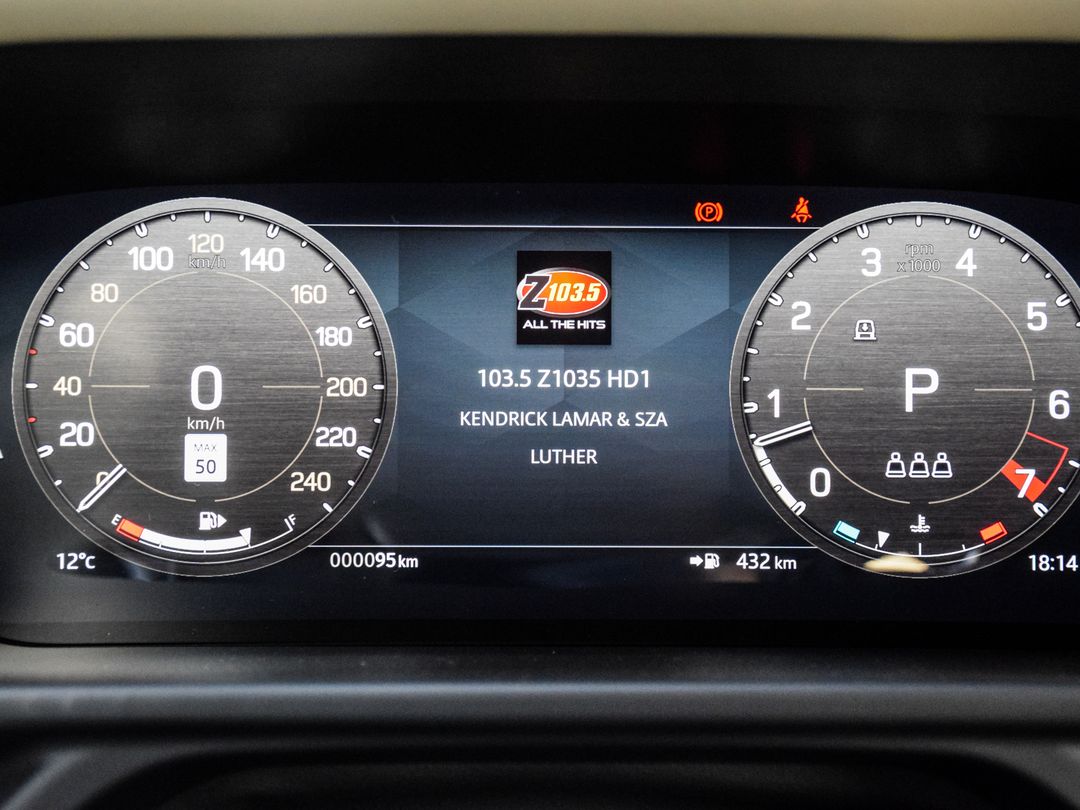 120
km/h
100
140
80
160
60
180
40
200
20
220
0
240
0
km/h
MAX
50
E
F
12°C
Z103.5
ALL THE HITS
103.5 Z1035 HD1
KENDRICK LAMAR & SZA
LUTHER
000095km
432 km
P
rpm
x 1000
3
4
2
5
1
6
0
7
P
18:14